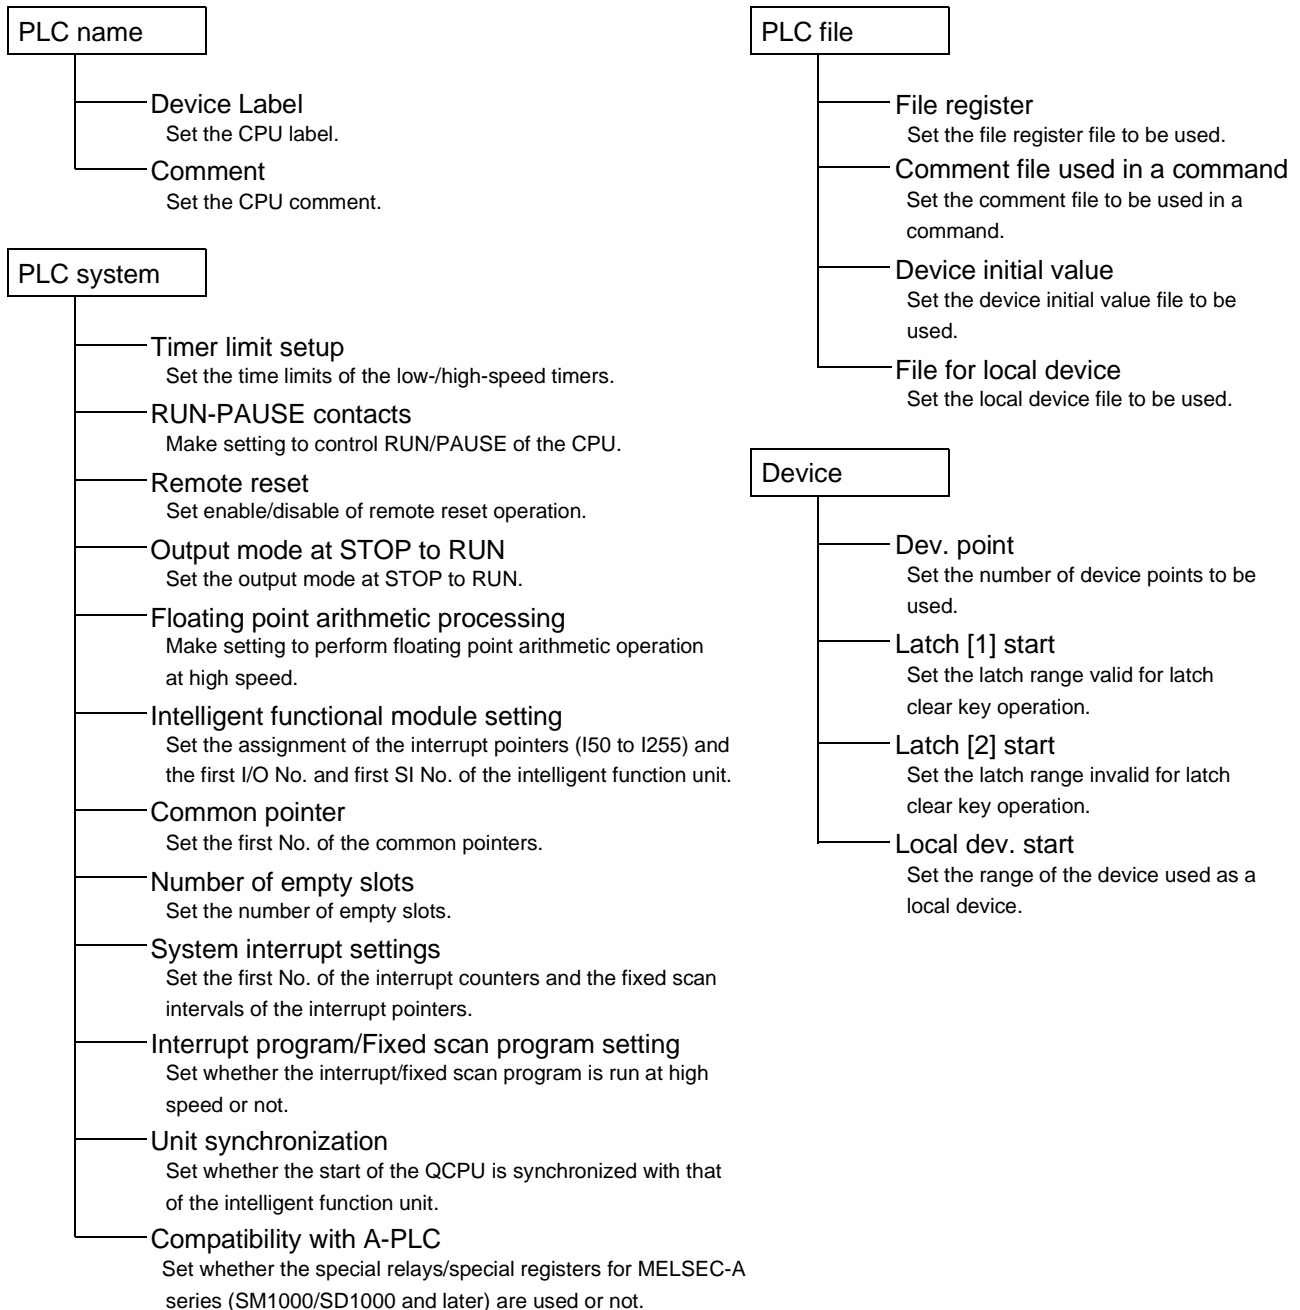 PLC name
Device Label
Set the CPU label.
Comment
Set the CPU comment.
PLC system
Timer limit setup
Set the time limits of the low-/high-speed timers.
RUN-PAUSE contacts
Make setting to control RUN/PAUSE of the CPU.
Remote reset
Set enable/disable of remote reset operation.
Output mode at STOP to RUN
Set the output mode at STOP to RUN.
Floating point arithmetic processing
Make setting to perform floating point arithmetic operation
at high speed.
Intelligent functional module setting
Set the assignment of the interrupt pointers (I50 to I255) and
the first I/O No. and first SI No. of the intelligent function unit.
Common pointer
Set the first No. of the common pointers.
Number of empty slots
Set the number of empty slots.
System interrupt settings
Set the first No. of the interrupt counters and the fixed scan
intervals of the interrupt pointers.
Interrupt program/Fixed scan program setting
Set whether the interrupt/fixed scan program is run at high
speed or not.
Unit synchronization
Set whether the start of the QCPU is synchronized with that
of the intelligent function unit.
Compatibility with A-PLC
Set whether the special relays/special registers for MELSEC-A
series (SM1000/SD1000 and later) are used or not.
PLC file
File register
Set the file register file to be used.
Comment file used in a command
Set the comment file to be used in a
command.
Device initial value
Set the device initial value file to be
used.
File for local device
Set the local device file to be used.
Device
Dev. point
Set the number of device points to be
used.
Latch [1] start
Set the latch range valid for latch
clear key operation.
Latch [2] start
Set the latch range invalid for latch
clear key operation.
Local dev. start
Set the range of the device used as a
local device.